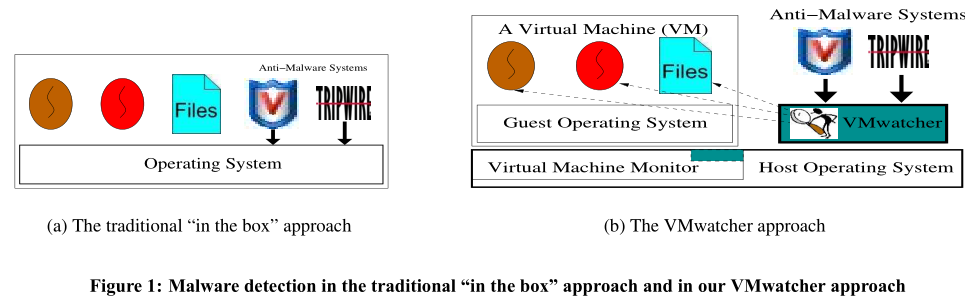 Anti-Malware Systems
Files
V
TRIPWIRE
Operating System
(a) The traditional “in the box” approach
A Virtual Machine (VM)
Anti-Malware Systems
Files
V
TRIPWIRE
Guest Operating System
VMwatcher
Virtual Machine Monitor
Host Operating System
(b) The VMwatcher approach
Figure 1: Malware detection in the traditional “in the box” approach and in our VMwatcher approach